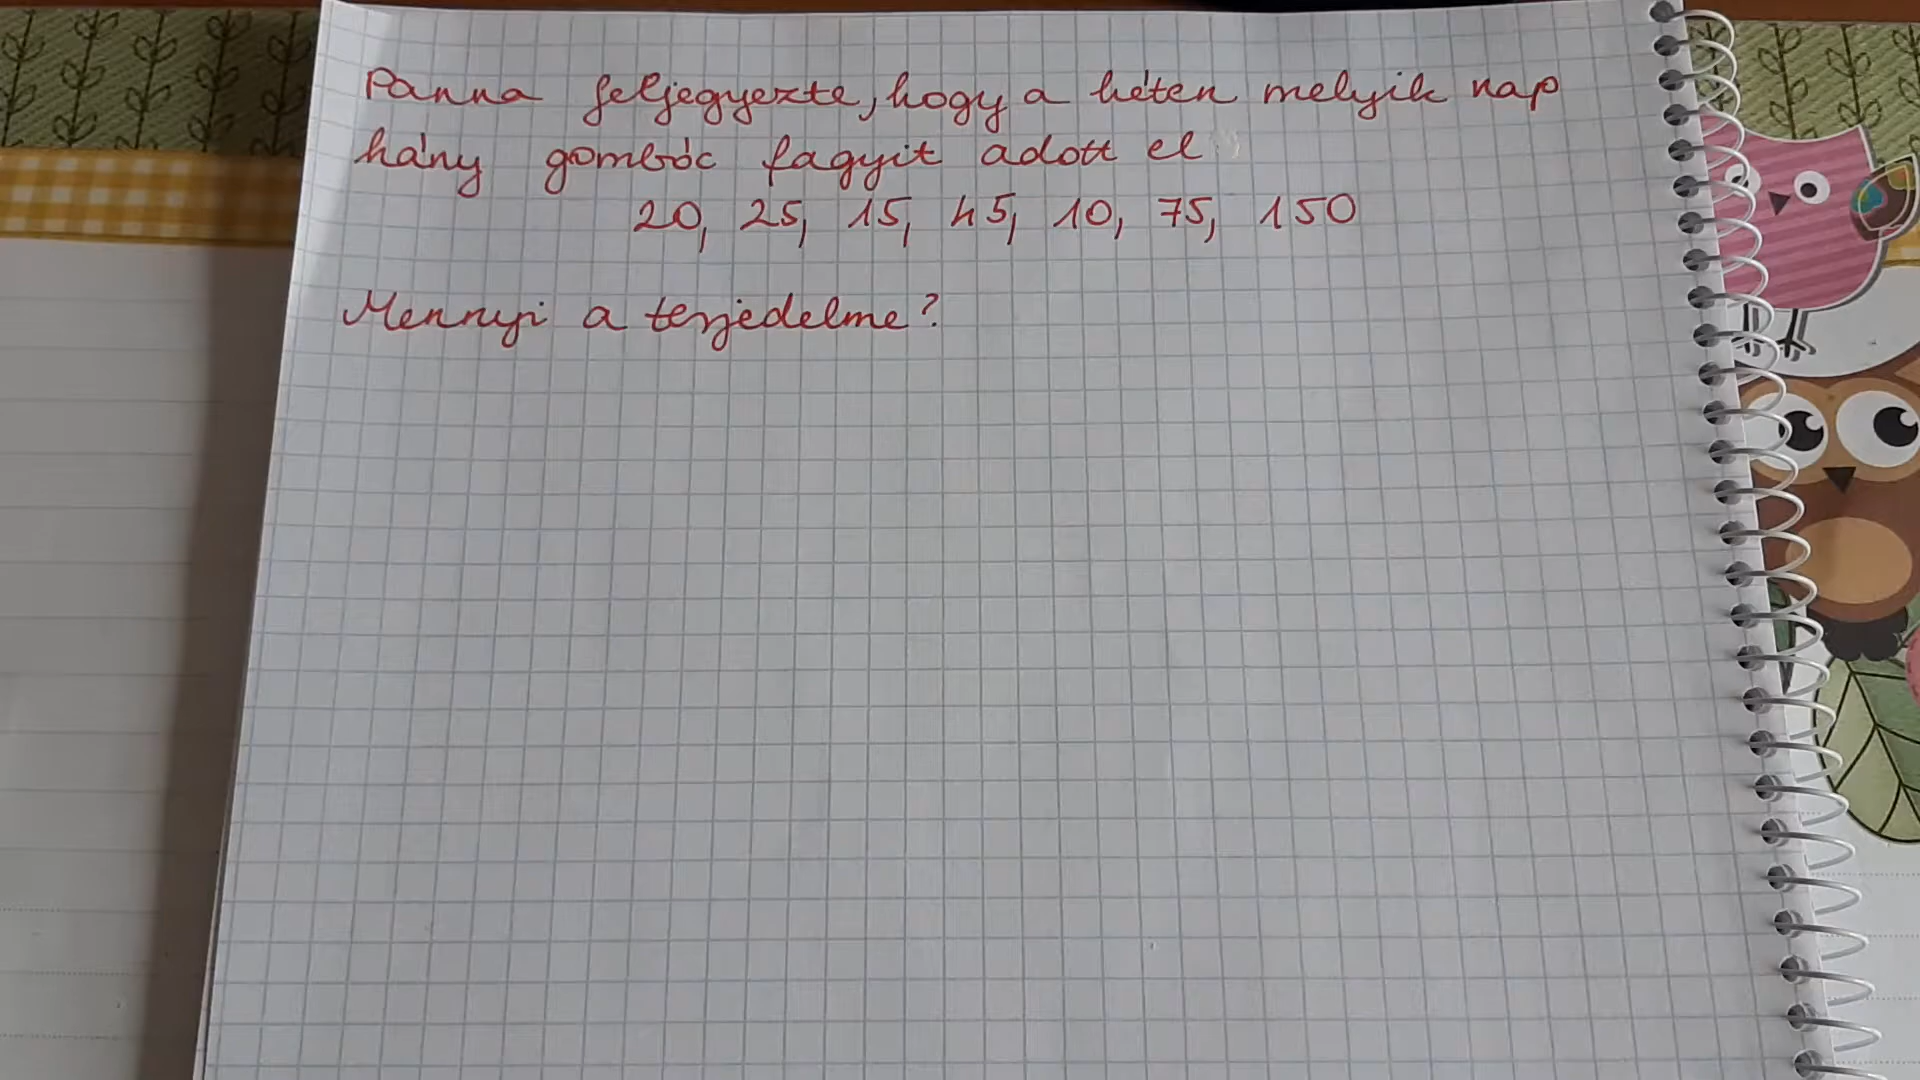 Panna feljegyezte, hogy a héten melyik nap
hány gombóc fagyit adott el
20, 25, 15, 45, 10, 75, 150
Mennyi a terjedelme?